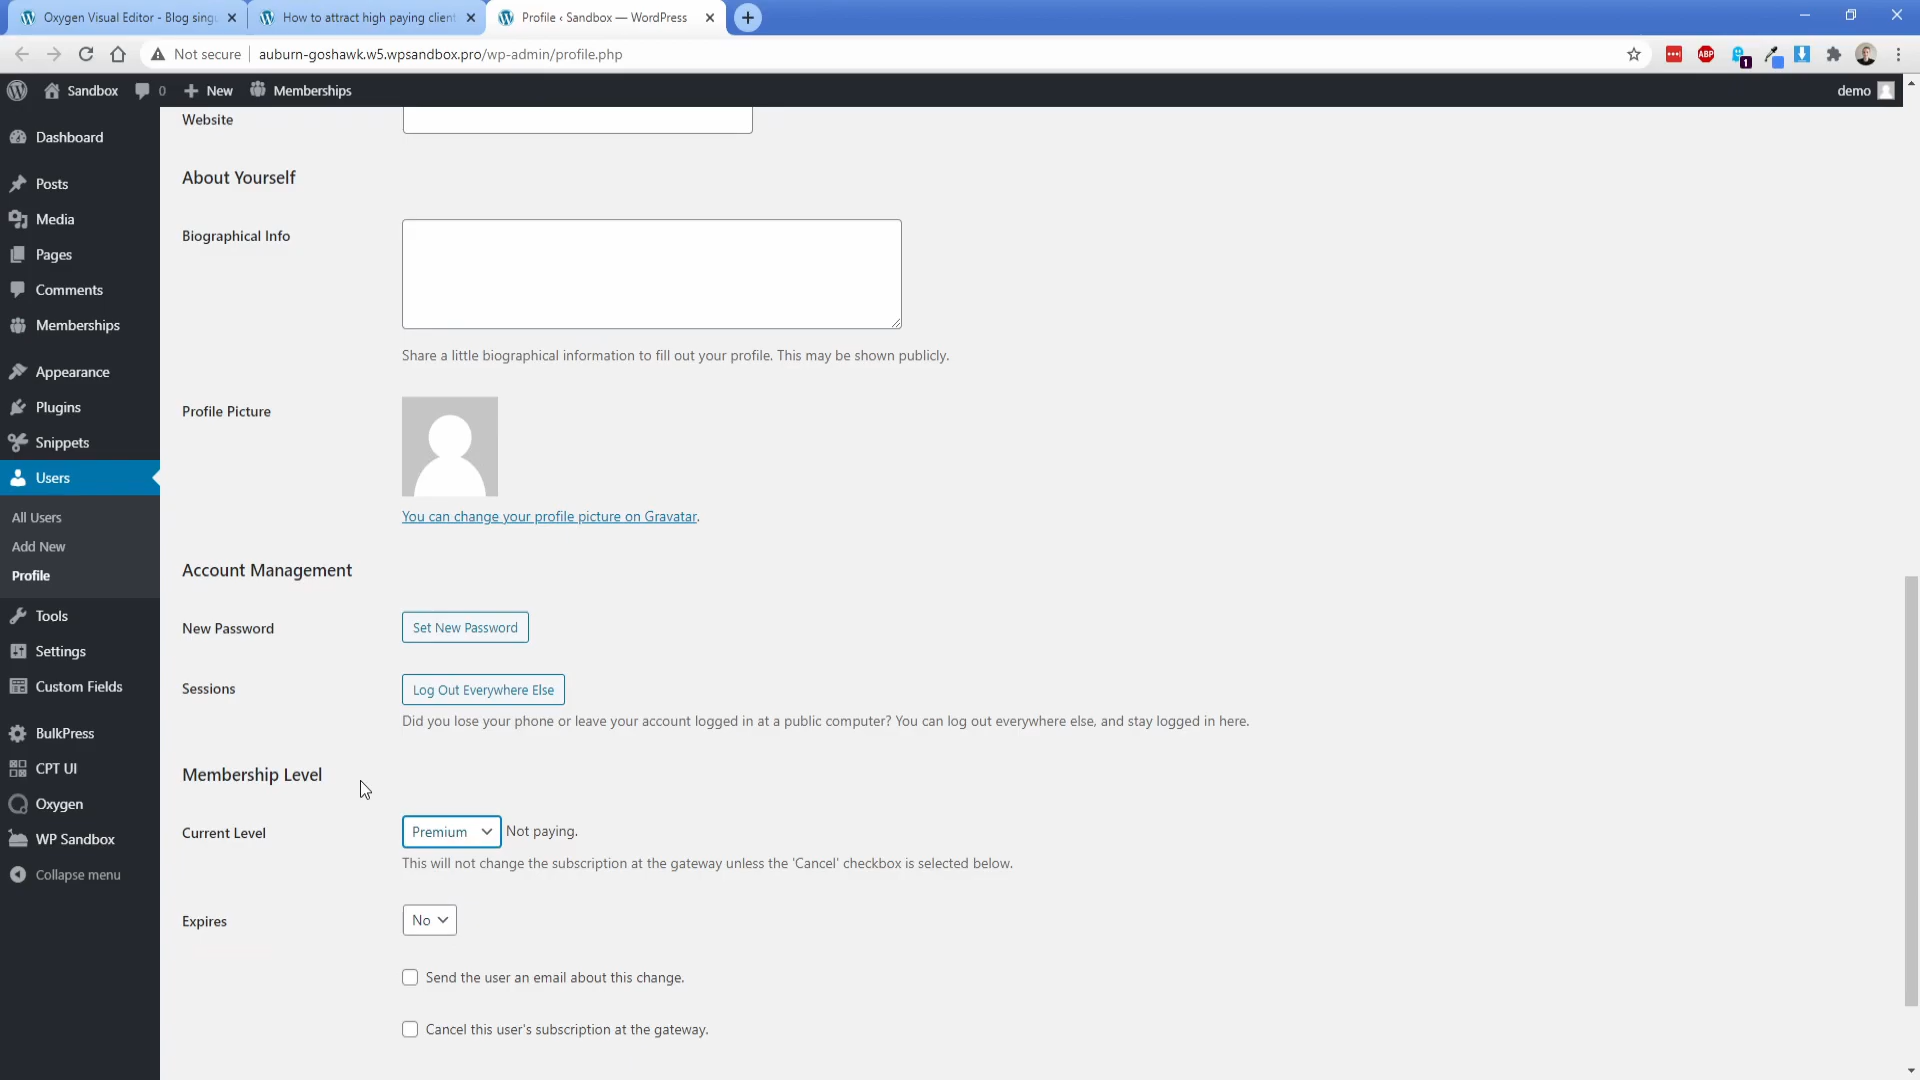 Oxygen Visual Editor - Blog sing
How to attract high paying client
Profile ‹ Sandbox — WordPress
Not secure
auburn-goshawk.w5.wpsandbox.pro/wp-admin/profile.php
ABP
1
Sandbox
0
New
Memberships
demo
Dashboard
Posts
Media
Pages
Comments
Memberships
Appearance
Plugins
Snippets
Users
All Users
Add New
Profile
Tools
Settings
Custom Fields
BulkPress
CPT UI
Oxygen
WP Sandbox
Collapse menu
Website
About Yourself
Biographical Info
Share a little biographical information to fill out your profile. This may be shown publicly.
Profile Picture
You can change your profile picture on Gravatar.
Account Management
New Password
Set New Password
Sessions
Log Out Everywhere Else
Did you lose your phone or leave your account logged in at a public computer? You can log out everywhere else, and stay logged in here.
Membership Level
Current Level
Premium
Not paying.
This will not change the subscription at the gateway unless the 'Cancel' checkbox is selected below.
Expires
No
Send the user an email about this change.
Cancel this user's subscription at the gateway.